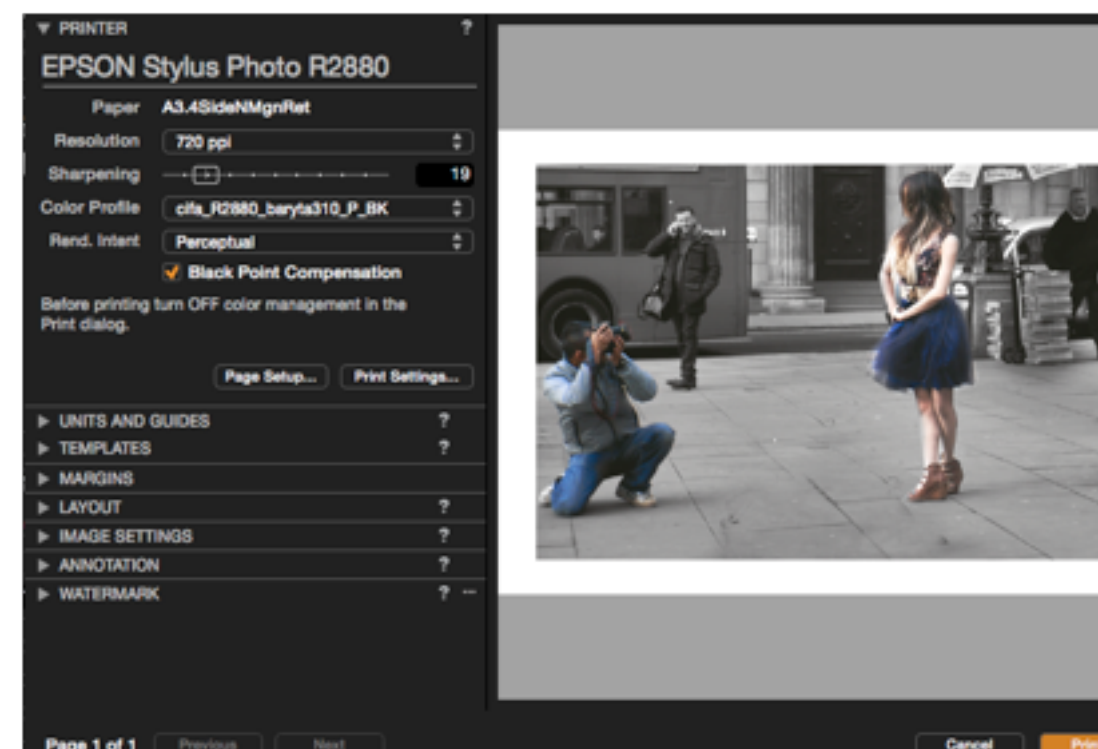 PRINTER ?
EPSON Stylus Photo R2880
Paper A3.4SideNMgnRet
Resolution 720 ppi
Sharpening 19
Color Profile cifa_R2880_baryta310_P_BK
Rend. Intent Perceptual
Black Point Compensation
Before printing turn OFF color management in the
Print dialog.
Page Setup... Print Settings...
UNITS AND GUIDES ?
TEMPLATES ?
MARGINS
LAYOUT ?
IMAGE SETTINGS ?
ANNOTATION ?
WATERMARK ? ...
Page 1 of 1 Previous Next Cancel Prin